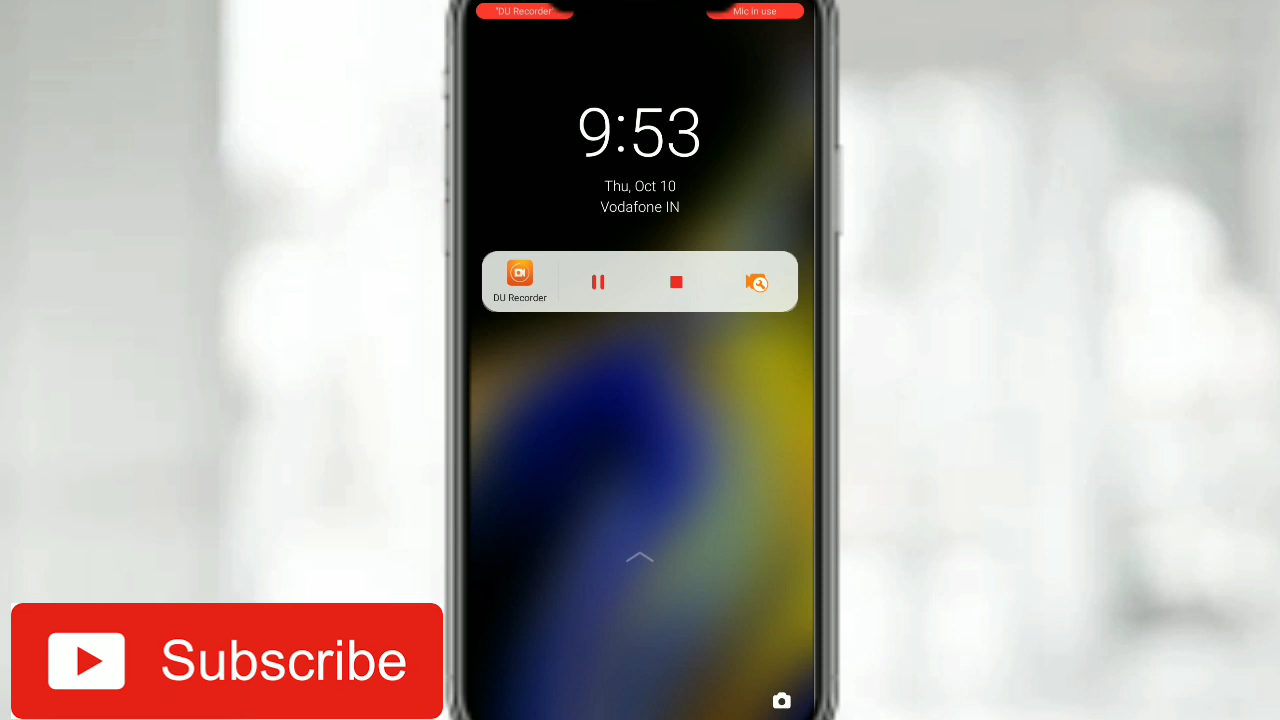 "DU Recorder"
Mic in use
9:53
Thu, Oct 10
Vodafone IN
DU Recorder
Subscribe